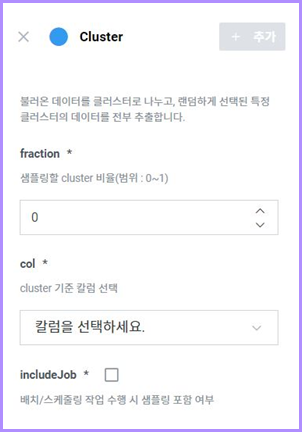 Cluster
+ 추가
불러온 데이터를 클러스터로 나누고, 랜덤하게 선택된 특정
클러스터의 데이터를 전부 추출합니다.
fraction *
샘플링할 cluster 비율(범위 : 0~1)
0
col *
cluster 기준 칼럼 선택
칼럼을 선택하세요.
includeJob *
배치/스케줄링 작업 수행 시 샘플링 포함 여부